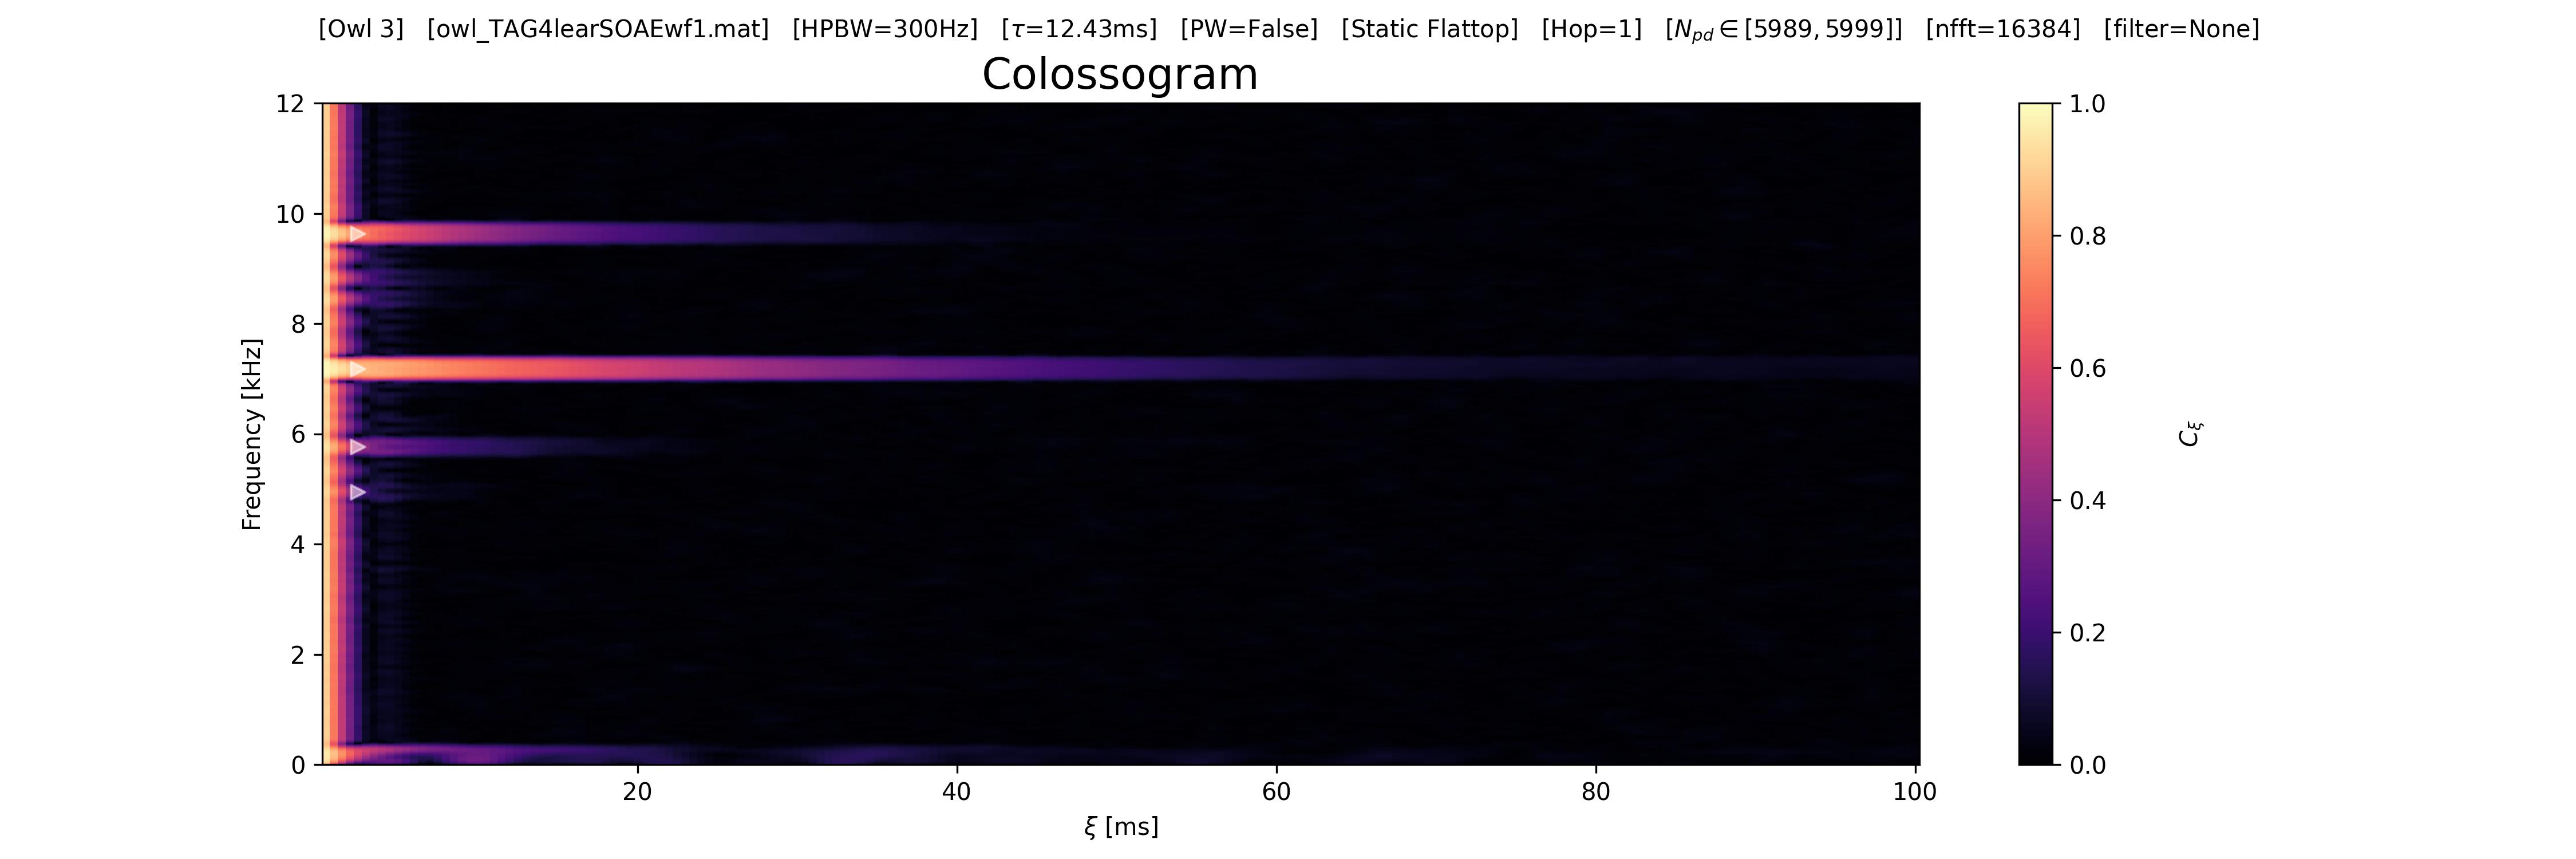 [Owl 3] [owl_TAG4learSOAEwf1.mat] [HPBW=300Hz] [τ=12.43ms] [PW=False] [Static Flattop] [Hop=1] [N_pd ∈ [5989, 5999]] [nfft=16384] [filter=None]
Colossogram
12
10
8
6
4
2
0
Frequency [kHz]
20 40 60 80 100
ξ [ms]
1.0
0.8
0.6
0.4
0.2
0.0
C_ξ